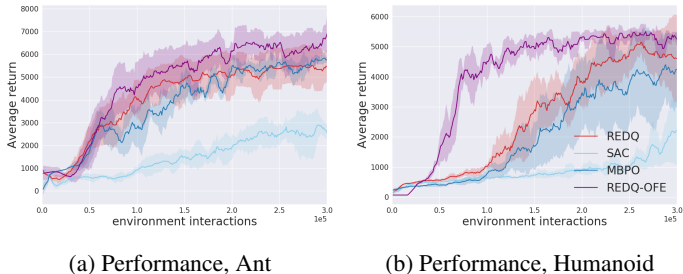 Average return
8000
7000
6000
5000
4000
3000
2000
1000
0
0.0
0.5
1.0
1.5
2.0
2.5
3.0
1e5
environment interactions
(a) Performance, Ant
Average return
6000
5000
4000
3000
2000
1000
0
REDQ
SAC
MBPO
REDQ-OFE
0.0
0.5
1.0
1.5
2.0
2.5
3.0
1e5
environment interactions
(b) Performance, Humanoid